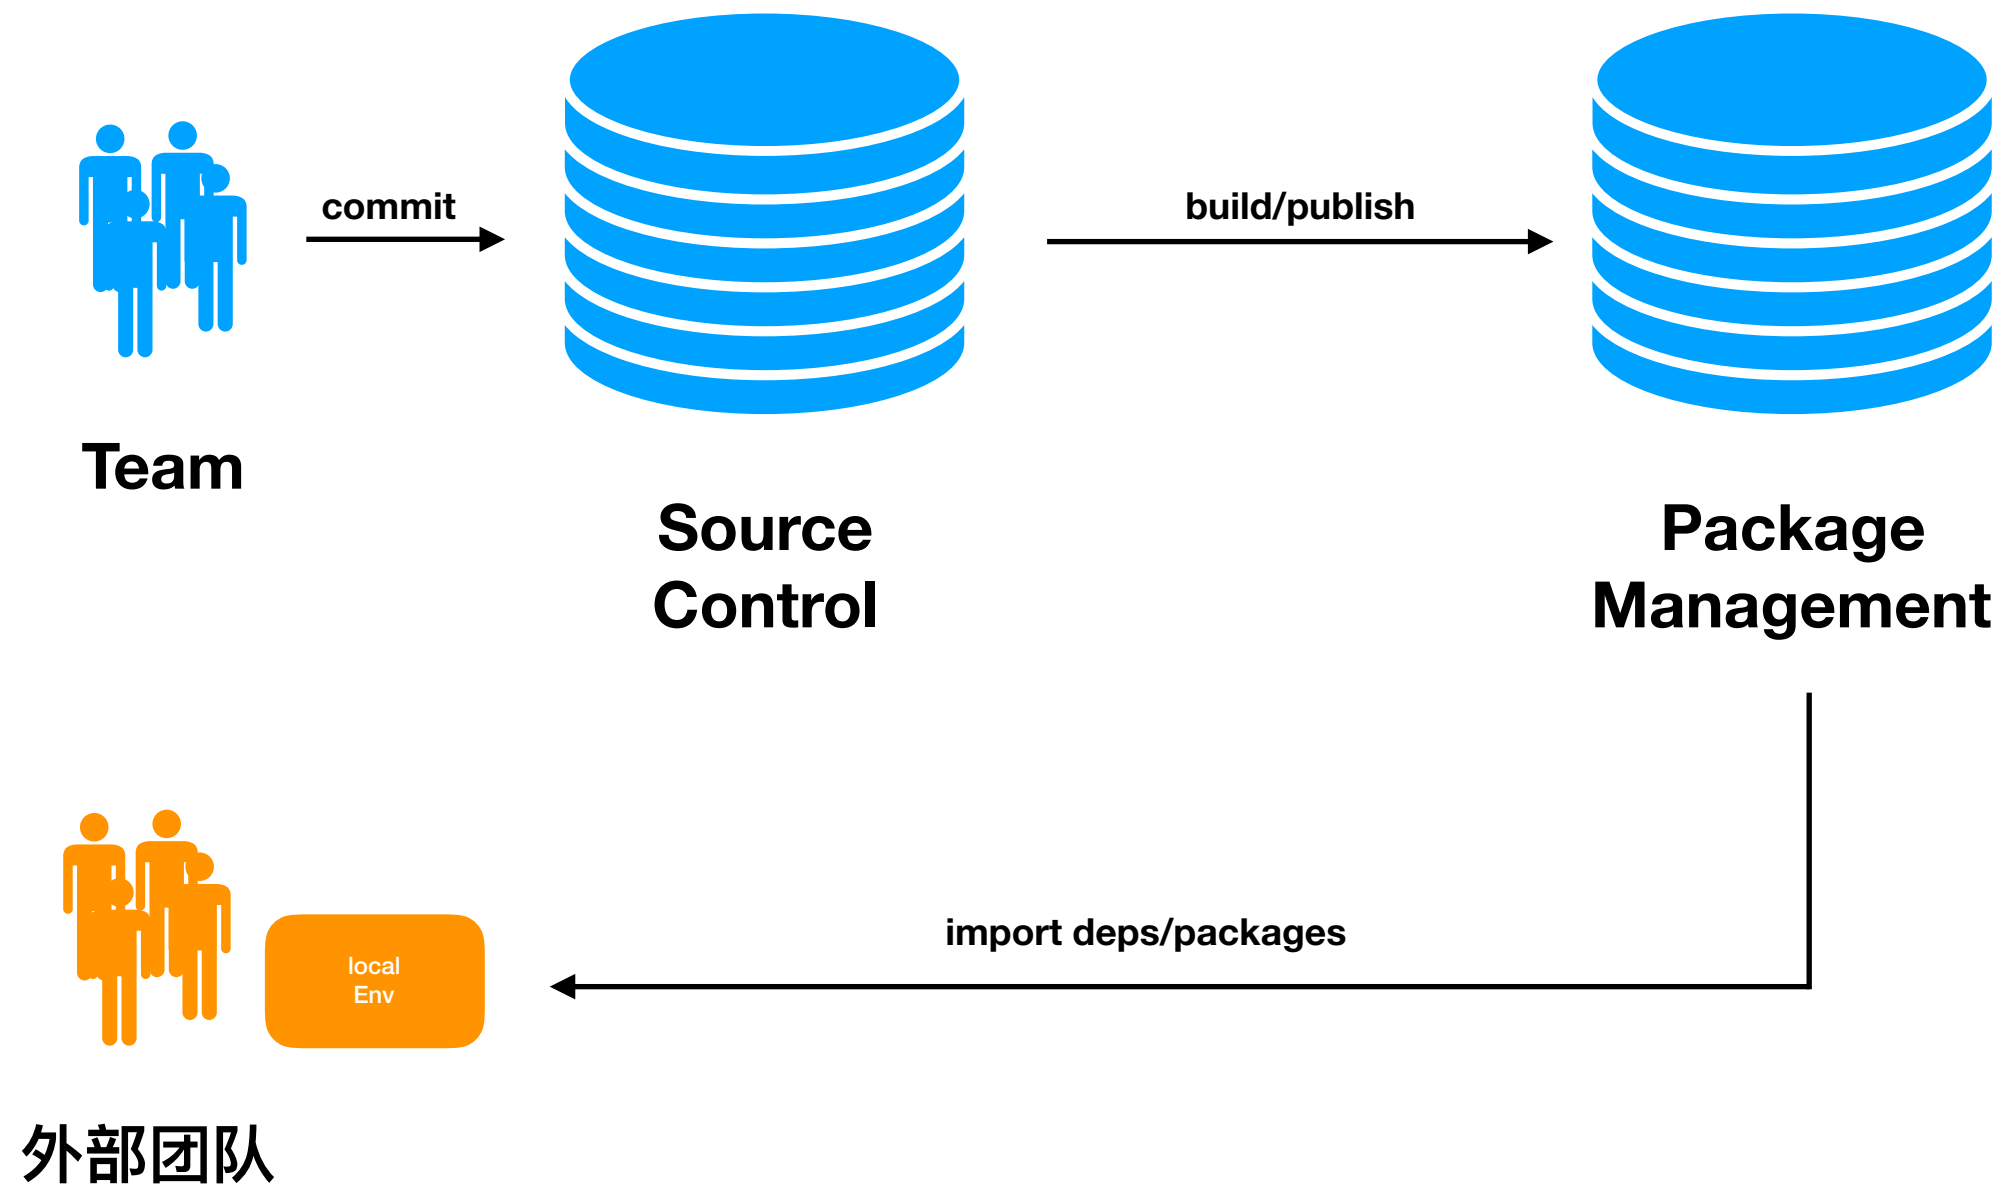 commit
build/publish
Team
Source
Control
Package
Management
import deps/packages
local
Env
外部团队